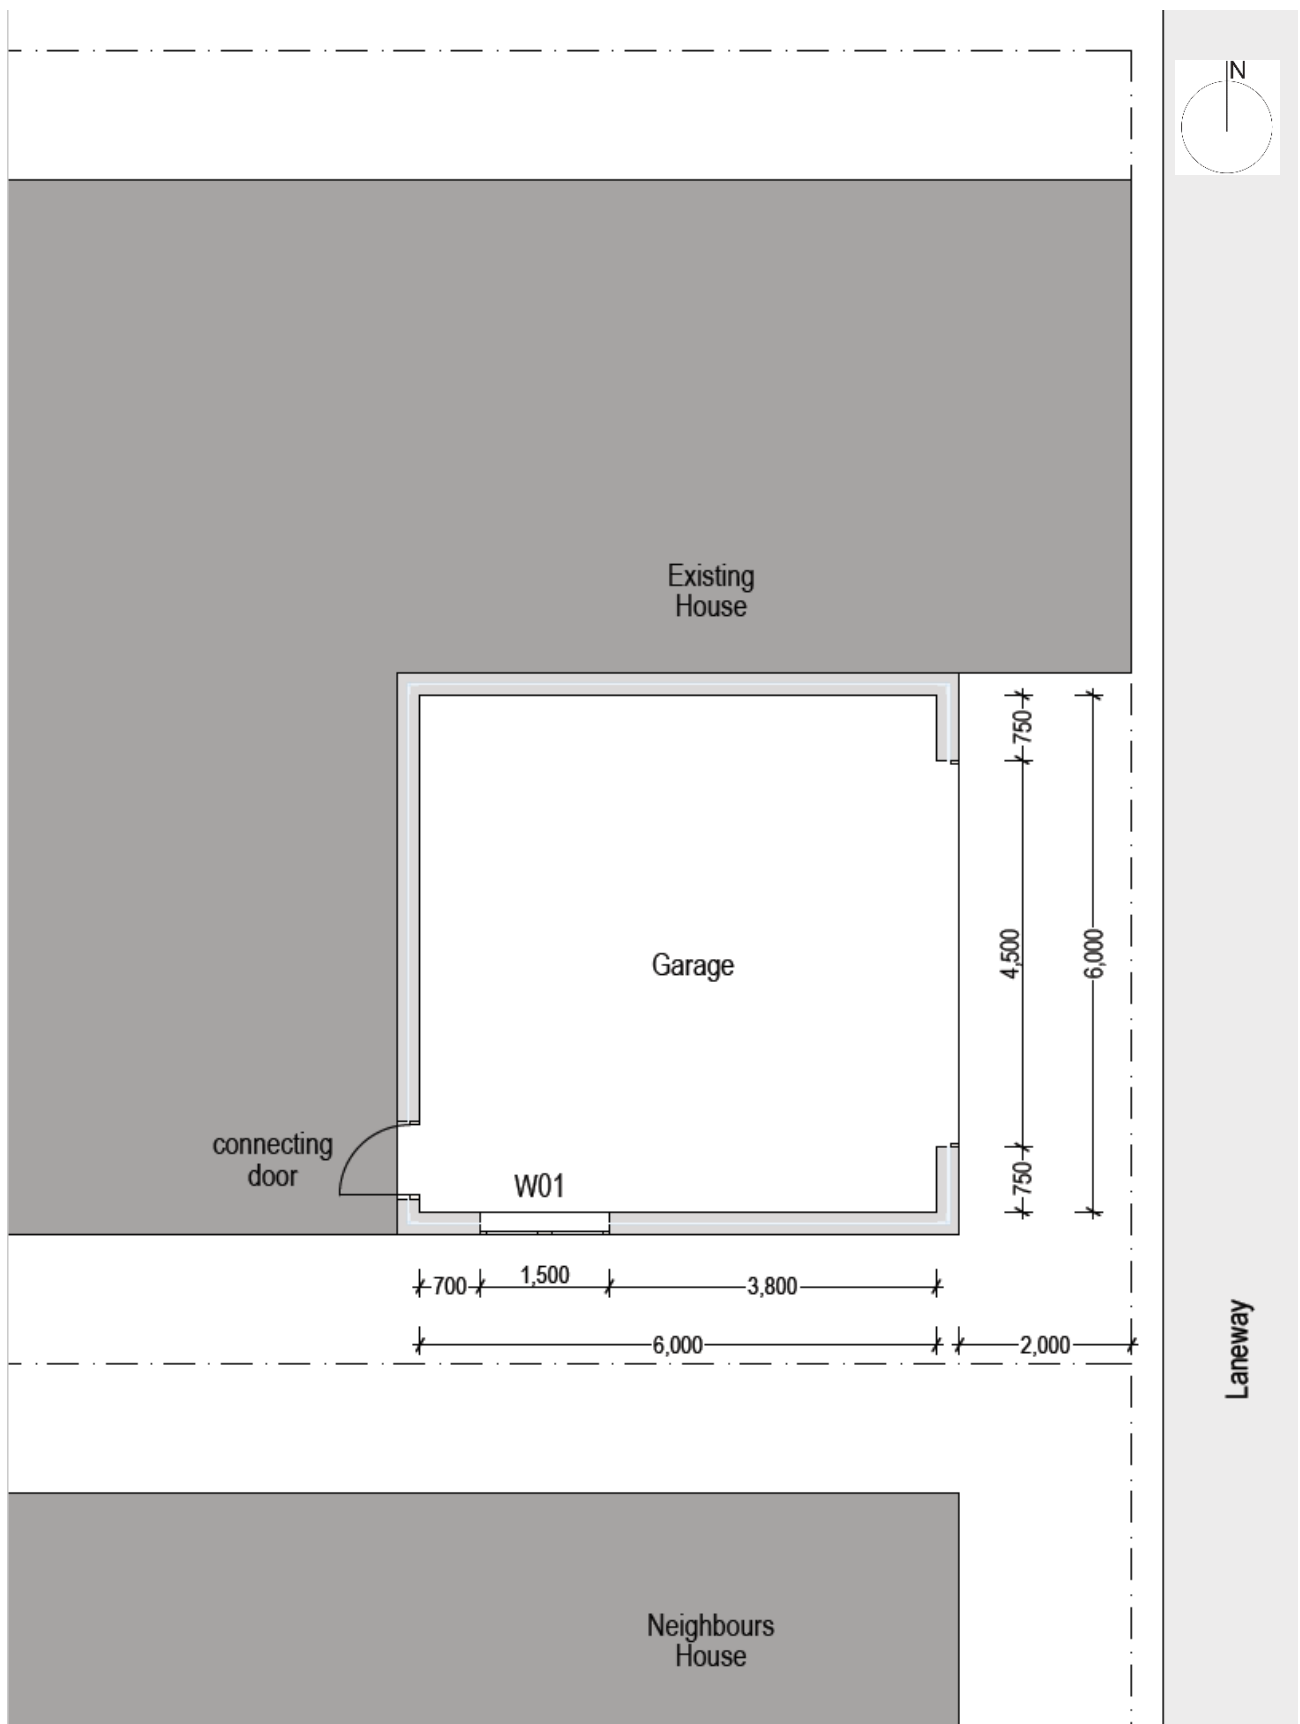 N
Existing
House
750
4,500
6,000
Garage
connecting
door
W01
750
700
1,500
3,800
6,000
2,000
Laneway
Neighbours
House